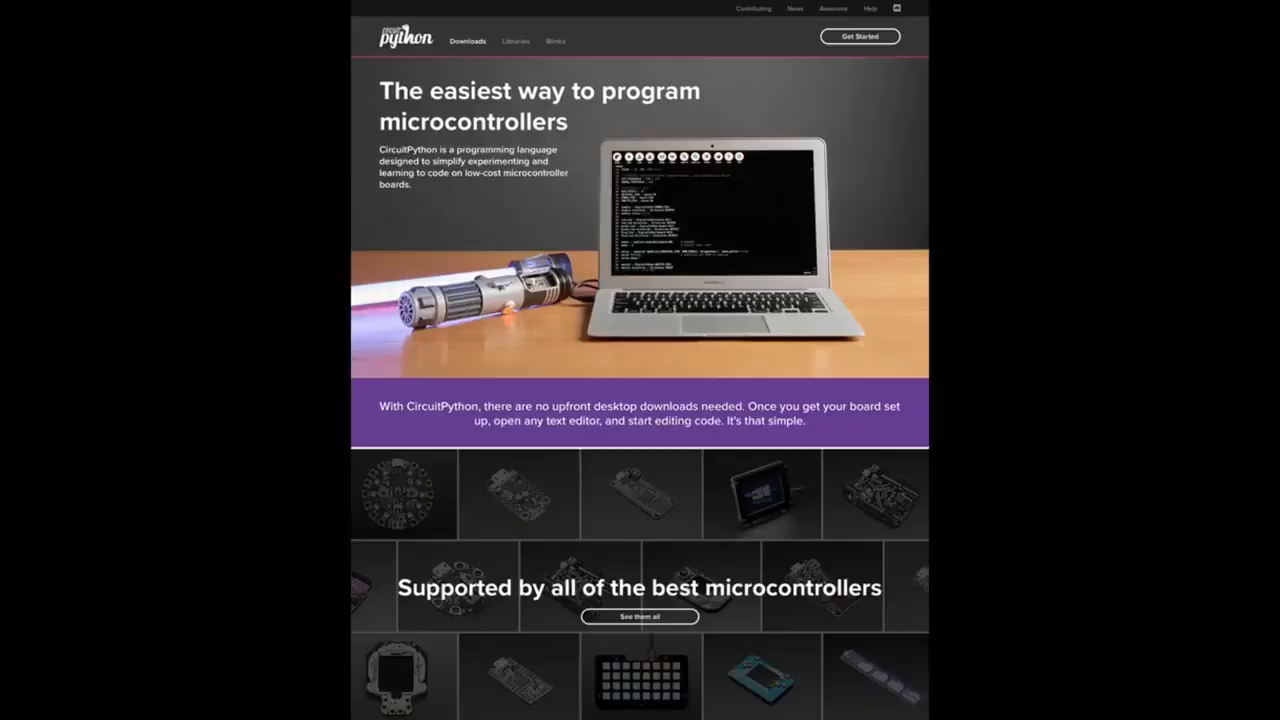 Contributing News Awesome Help
circuit
python
Downloads Libraries Blinka
Get Started
The easiest way to program
microcontrollers
CircuitPython is a programming language
designed to simplify experimenting and
learning to code on low-cost microcontroller
boards.
With CircuitPython, there are no upfront desktop downloads needed. Once you get your board set
up, open any text editor, and start editing code. It's that simple.
Supported by all of the best microcontrollers
See them all